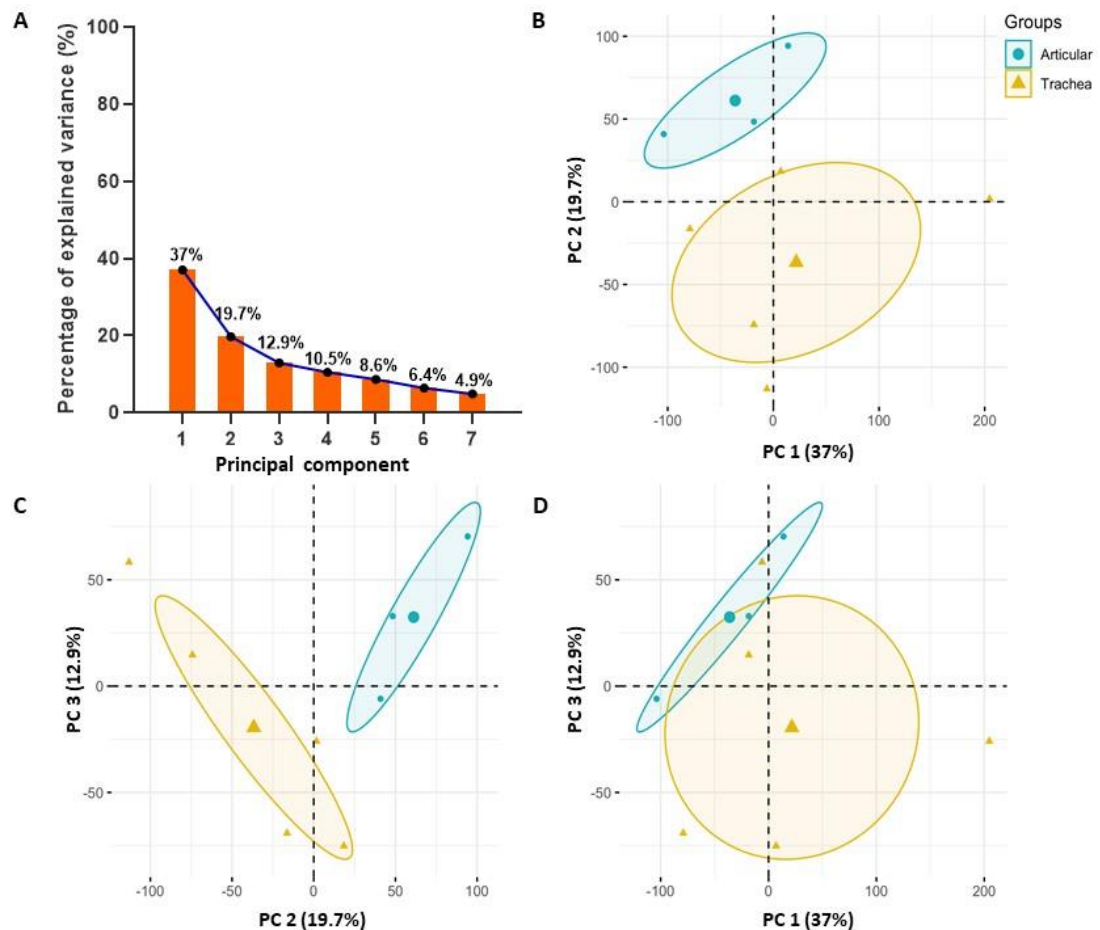 A
Percentage of explained variance (%)
100
80
60
40
20
0
37%
19.7%
12.9%
10.5%
8.6%
6.4%
4.9%
1 2 3 4 5 6 7
Principal component
B
Groups
Articular
Trachea
PC 2 (19.7%)
100
50
0
-50
-100
-100 0 100 200
PC 1 (37%)
C
PC 3 (12.9%)
50
0
-50
-100 -50 0 50 100
PC 2 (19.7%)
D
PC 3 (12.9%)
50
0
-50
-100 0 100 200
PC 1 (37%)